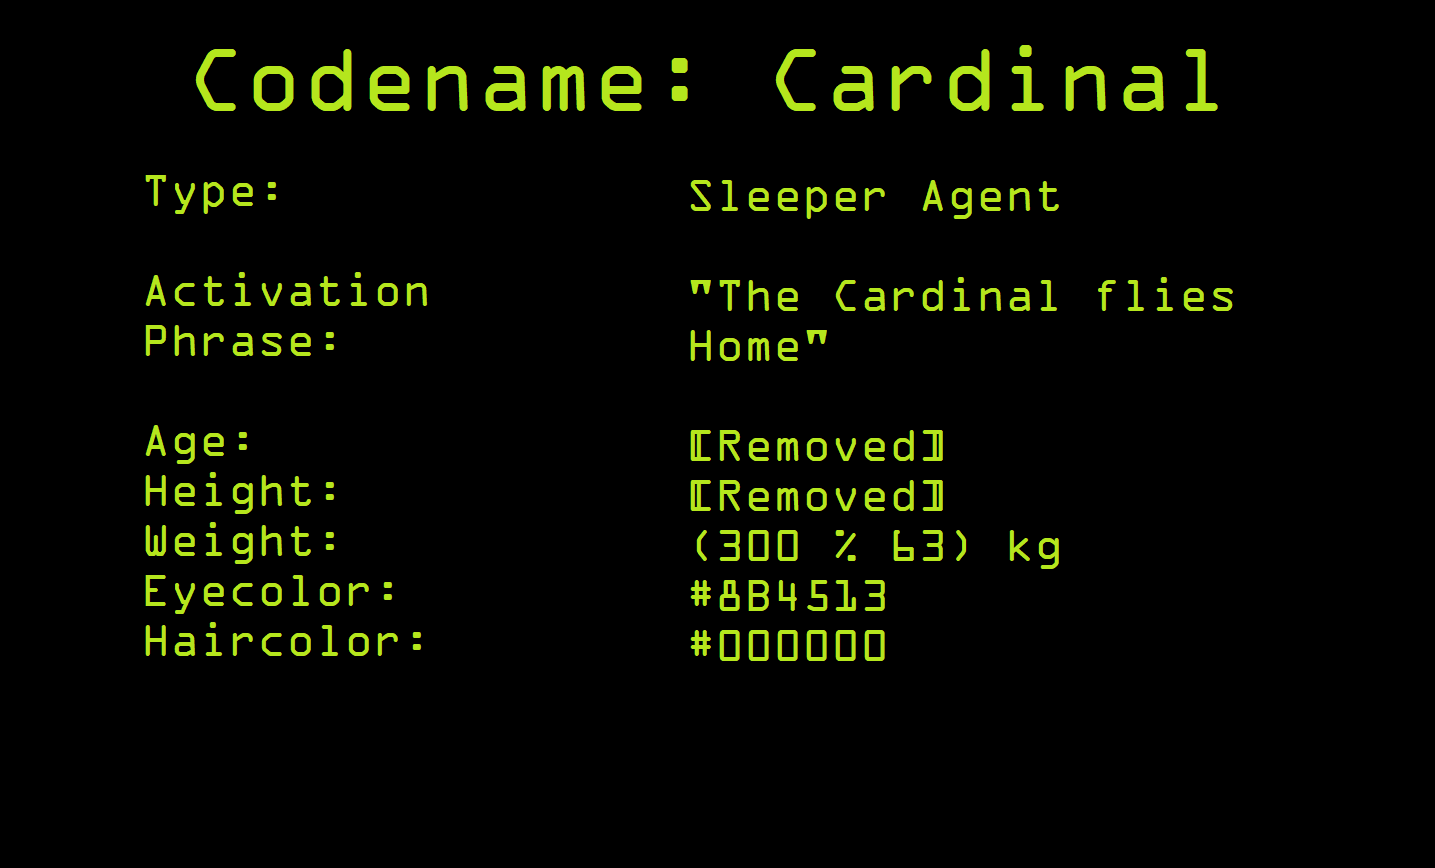 Codename: Cardinal
Type: Sleeper Agent
Activation "The Cardinal flies
Phrase: Home"
Age: [Removed]
Height: [Removed]
Weight: (300 % 63) kg
Eyecolor: #8B4513
Haircolor: #000000